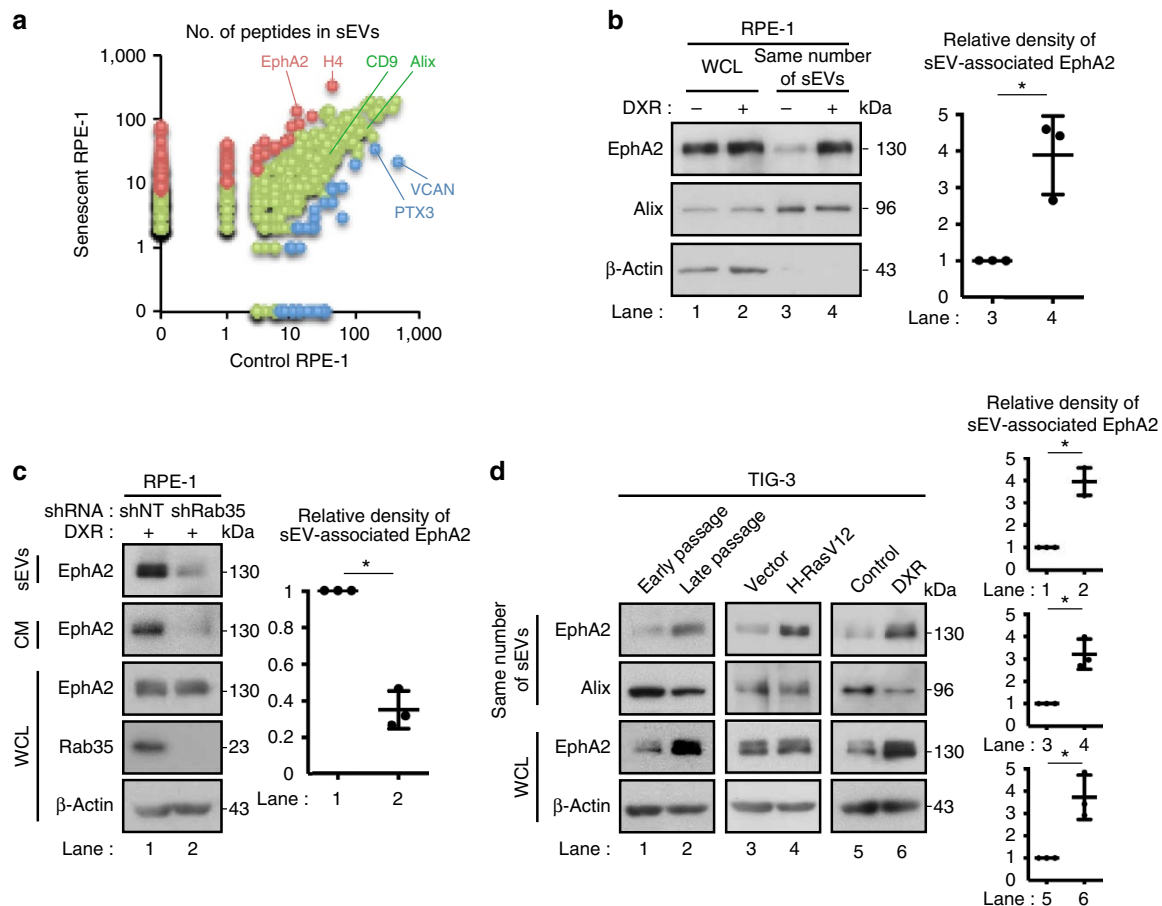 a
No. of peptides in sEVs
1,000
100
10
1
0
Senescent RPE-1
EphA2 H4 CD9 Alix
VCAN
PTX3
0 1 10 100 1,000
Control RPE-1
b
RPE-1
WCL
Same number
of sEVs
DXR : – + – + kDa
EphA2 130
Alix 96
β-Actin 43
Lane : 1 2 3 4
Relative density of
sEV-associated EphA2
*
5
4
3
2
1
0
Lane : 3 4
c
RPE-1
shRNA : shNT shRab35
DXR : + + kDa
sEVs
EphA2 130
CM
EphA2 130
WCL
EphA2 130
Rab35 23
β-Actin 43
Lane : 1 2
Relative density of
sEV-associated EphA2
*
1
0.8
0.6
0.4
0.2
0
Lane : 1 2
d
TIG-3
Early passage
Late passage
Vector
H-RasV12
Control
DXR
kDa
Same number
of sEVs
EphA2 130
Alix 96
WCL
EphA2 130
β-Actin 43
Lane : 1 2 3 4 5 6
Relative density of
sEV-associated EphA2
*
5
4
3
2
1
0
Lane : 1 2
*
5
4
3
2
1
0
Lane : 3 4
*
5
4
3
2
1
0
Lane : 5 6